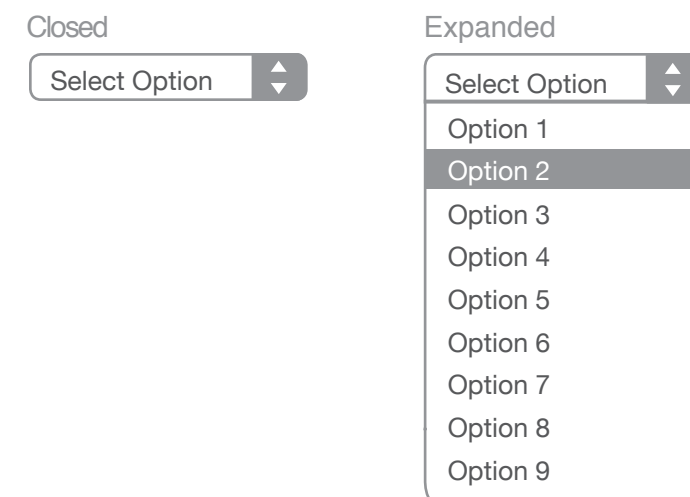 Closed
Select Option
Expanded
Select Option
Option 1
Option 2
Option 3
Option 4
Option 5
Option 6
Option 7
Option 8
Option 9